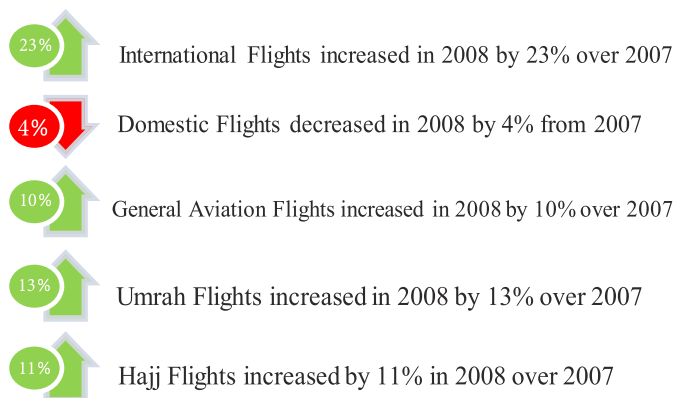 23%
International Flights increased in 2008 by 23% over 2007
4%
Domestic Flights decreased in 2008 by 4% from 2007
10%
General Aviation Flights increased in 2008 by 10% over 2007
13%
Umrah Flights increased in 2008 by 13% over 2007
11%
Hajj Flights increased by 11% in 2008 over 2007